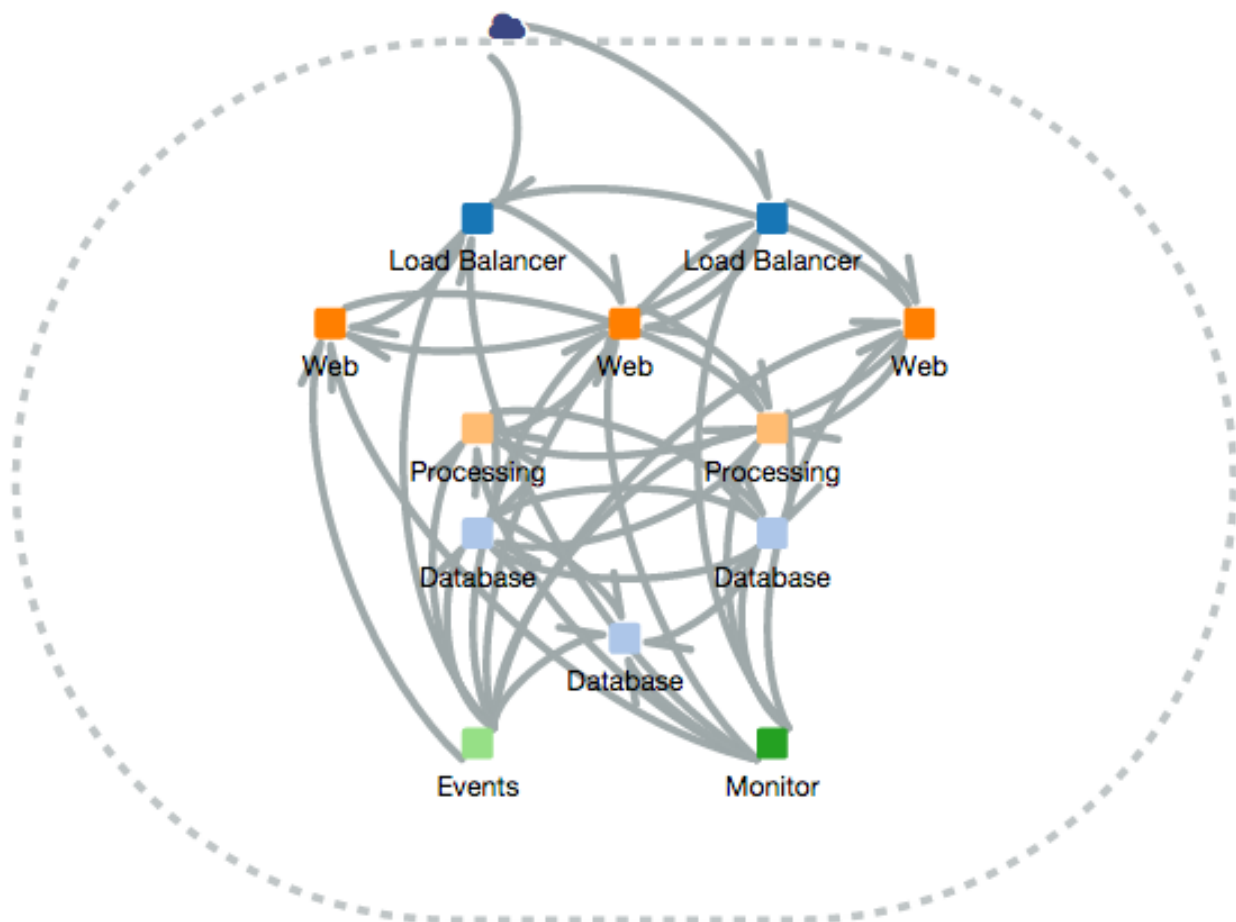 Load Balancer
Load Balancer
Web
Web
Web
Processing
Processing
Database
Database
Database
Events
Monitor